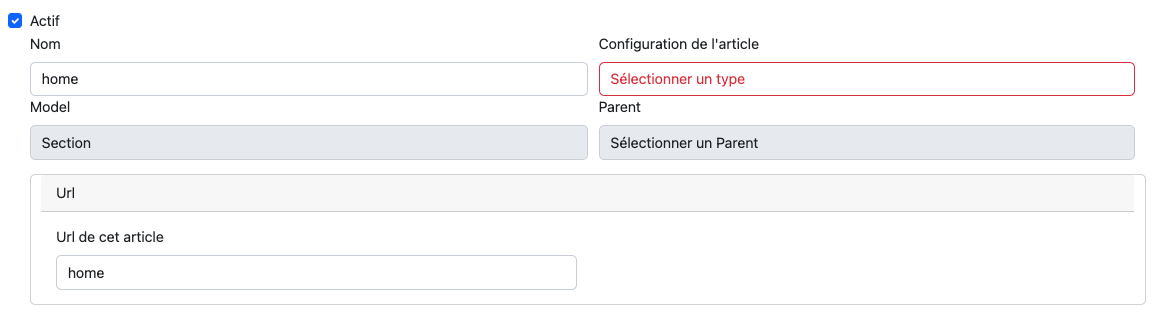 Actif
Nom
Configuration de l'article
home
Sélectionner un type
Model
Parent
Section
Sélectionner un Parent
Url
Url de cet article
home